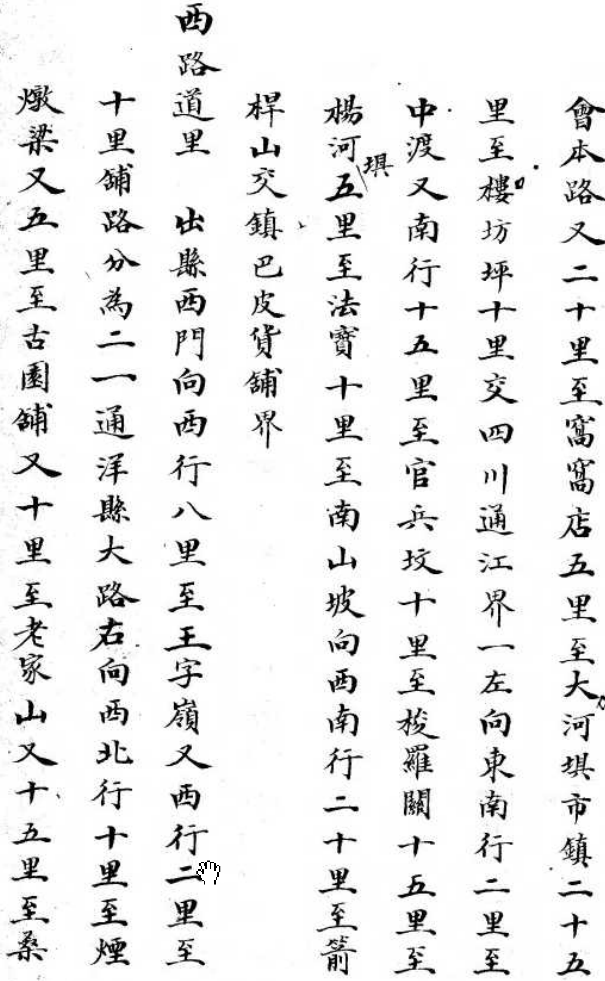 會本路又二十里至窩窩店五里至大河埧市鎮二十五
里至樓坊坪十里交四川通江界一左向東南行二里至
中渡又南行十五里至官兵坟十里至梭羅關十五里至
楊河埧五里至法寶十里至南山坡向西南行二十里至箭
桿山交鎮巴皮貨舖界
西路道里 出縣西門向西行八里至王字嶺又西行二里至
十里舖路分為二一通洋縣大路右向西北行十里至煙
燉梁又五里至古園舖又十里至老家山又十五里至桑